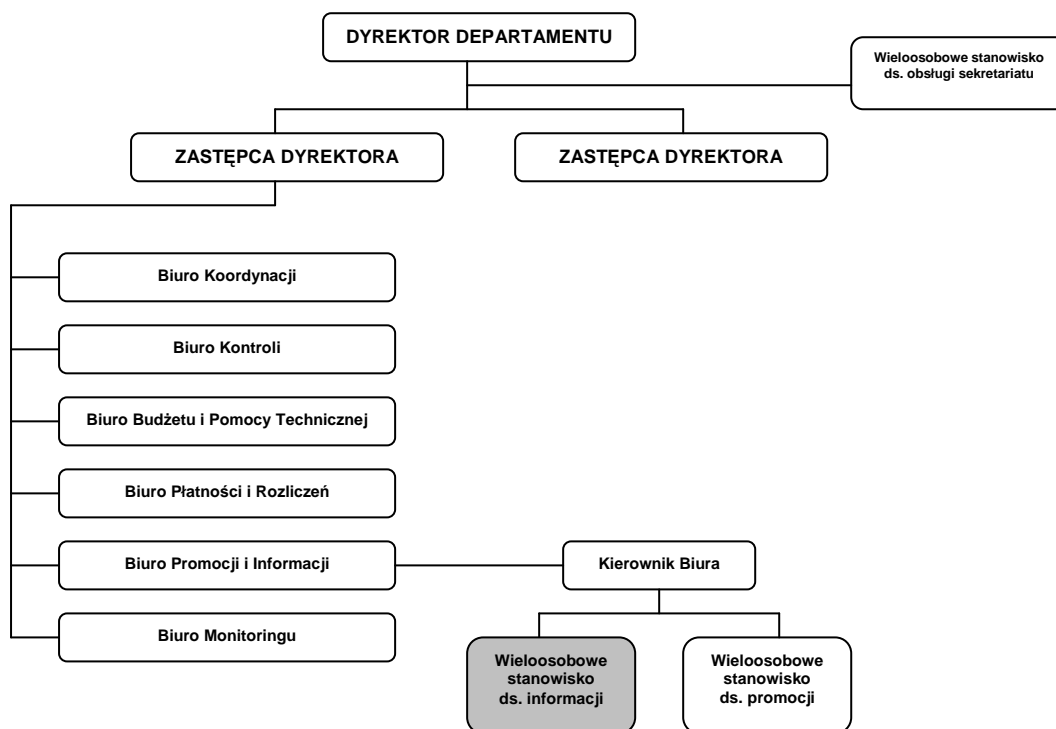 DYREKTOR DEPARTAMENTU
Wieloosobowe stanowisko
ds. obsługi sekretariatu
ZASTĘPCA DYREKTORA
ZASTĘPCA DYREKTORA
Biuro Koordynacji
Biuro Kontroli
Biuro Budżetu i Pomocy Technicznej
Biuro Płatności i Rozliczeń
Biuro Promocji i Informacji
Kierownik Biura
Biuro Monitoringu
Wieloosobowe
stanowisko
ds. informacji
Wieloosobowe
stanowisko
ds. promocji